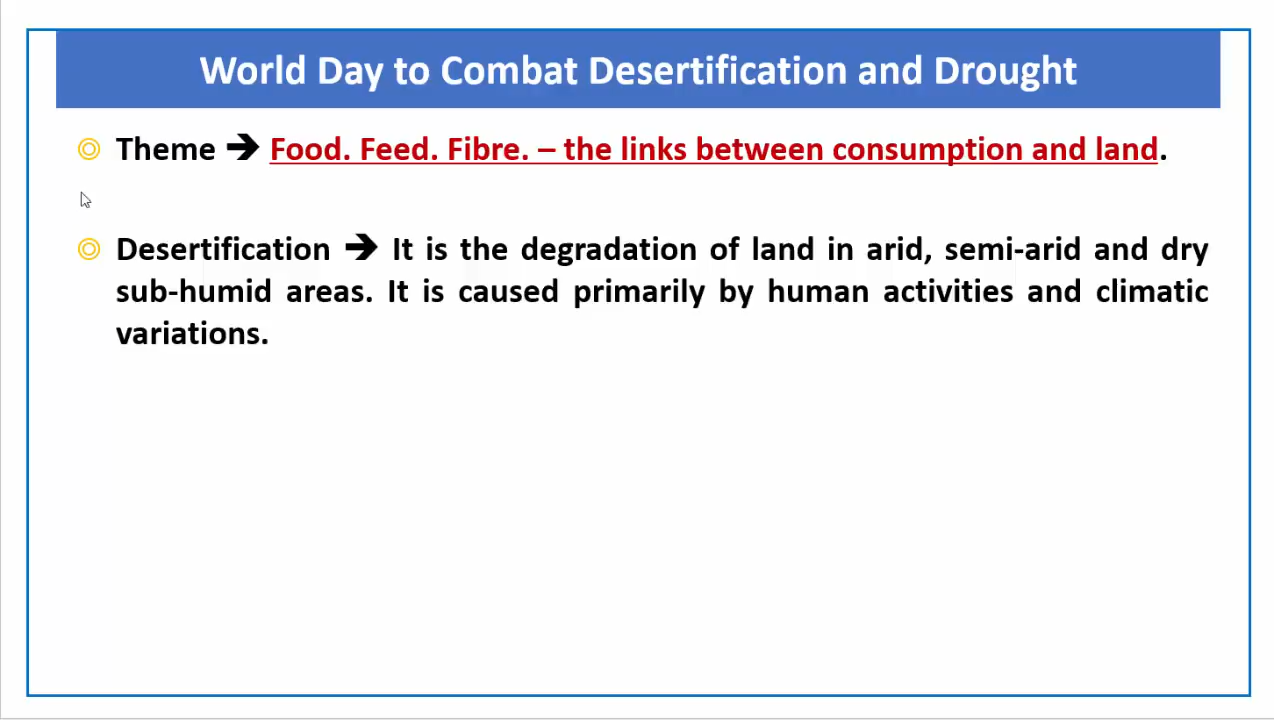 World Day to Combat Desertification and Drought
Theme ➔ Food. Feed. Fibre. – the links between consumption and land.
Desertification ➔ It is the degradation of land in arid, semi-arid and dry
sub-humid areas. It is caused primarily by human activities and climatic
variations.